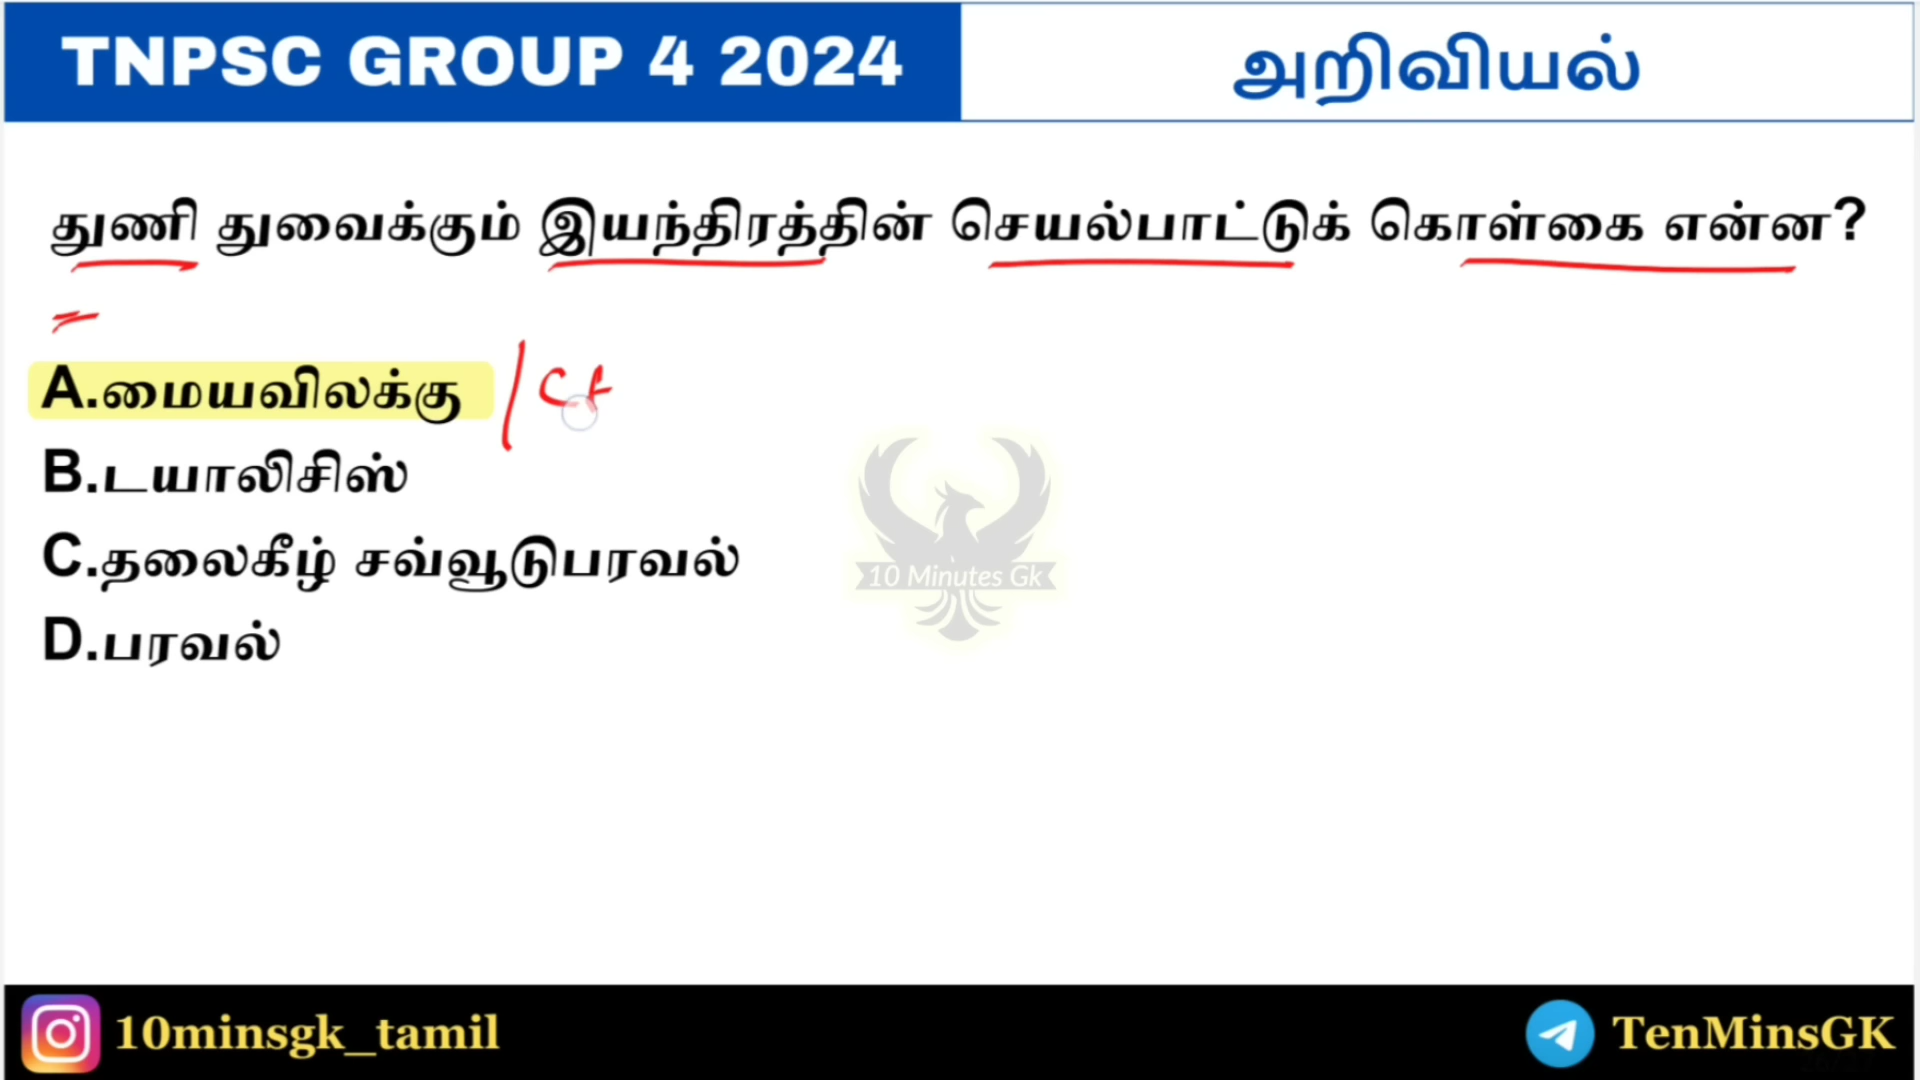 TNPSC GROUP 4 2024
அறிவியல்
துணி துவைக்கும் இயந்திரத்தின் செயல்பாட்டுக் கொள்கை என்ன?
A.மையவிலக்கு
B.டயாலிசிஸ்
C.தலைகீழ் சவ்வூடுபரவல்
D.பரவல்
10 Minutes Gk
10minsgk_tamil
TenMinsGK